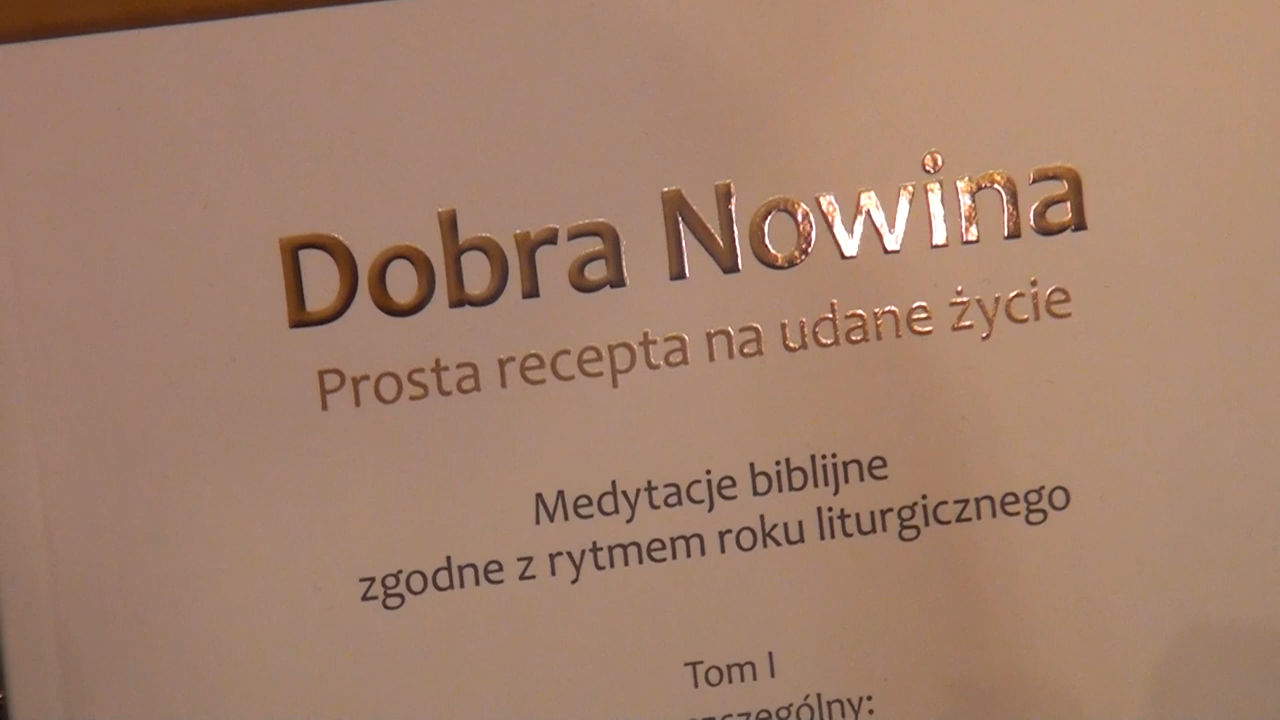 Dobra Nowina
Prosta recepta na udane życie
Medytacje biblijne
zgodne z rytmem roku liturgicznego
Tom I